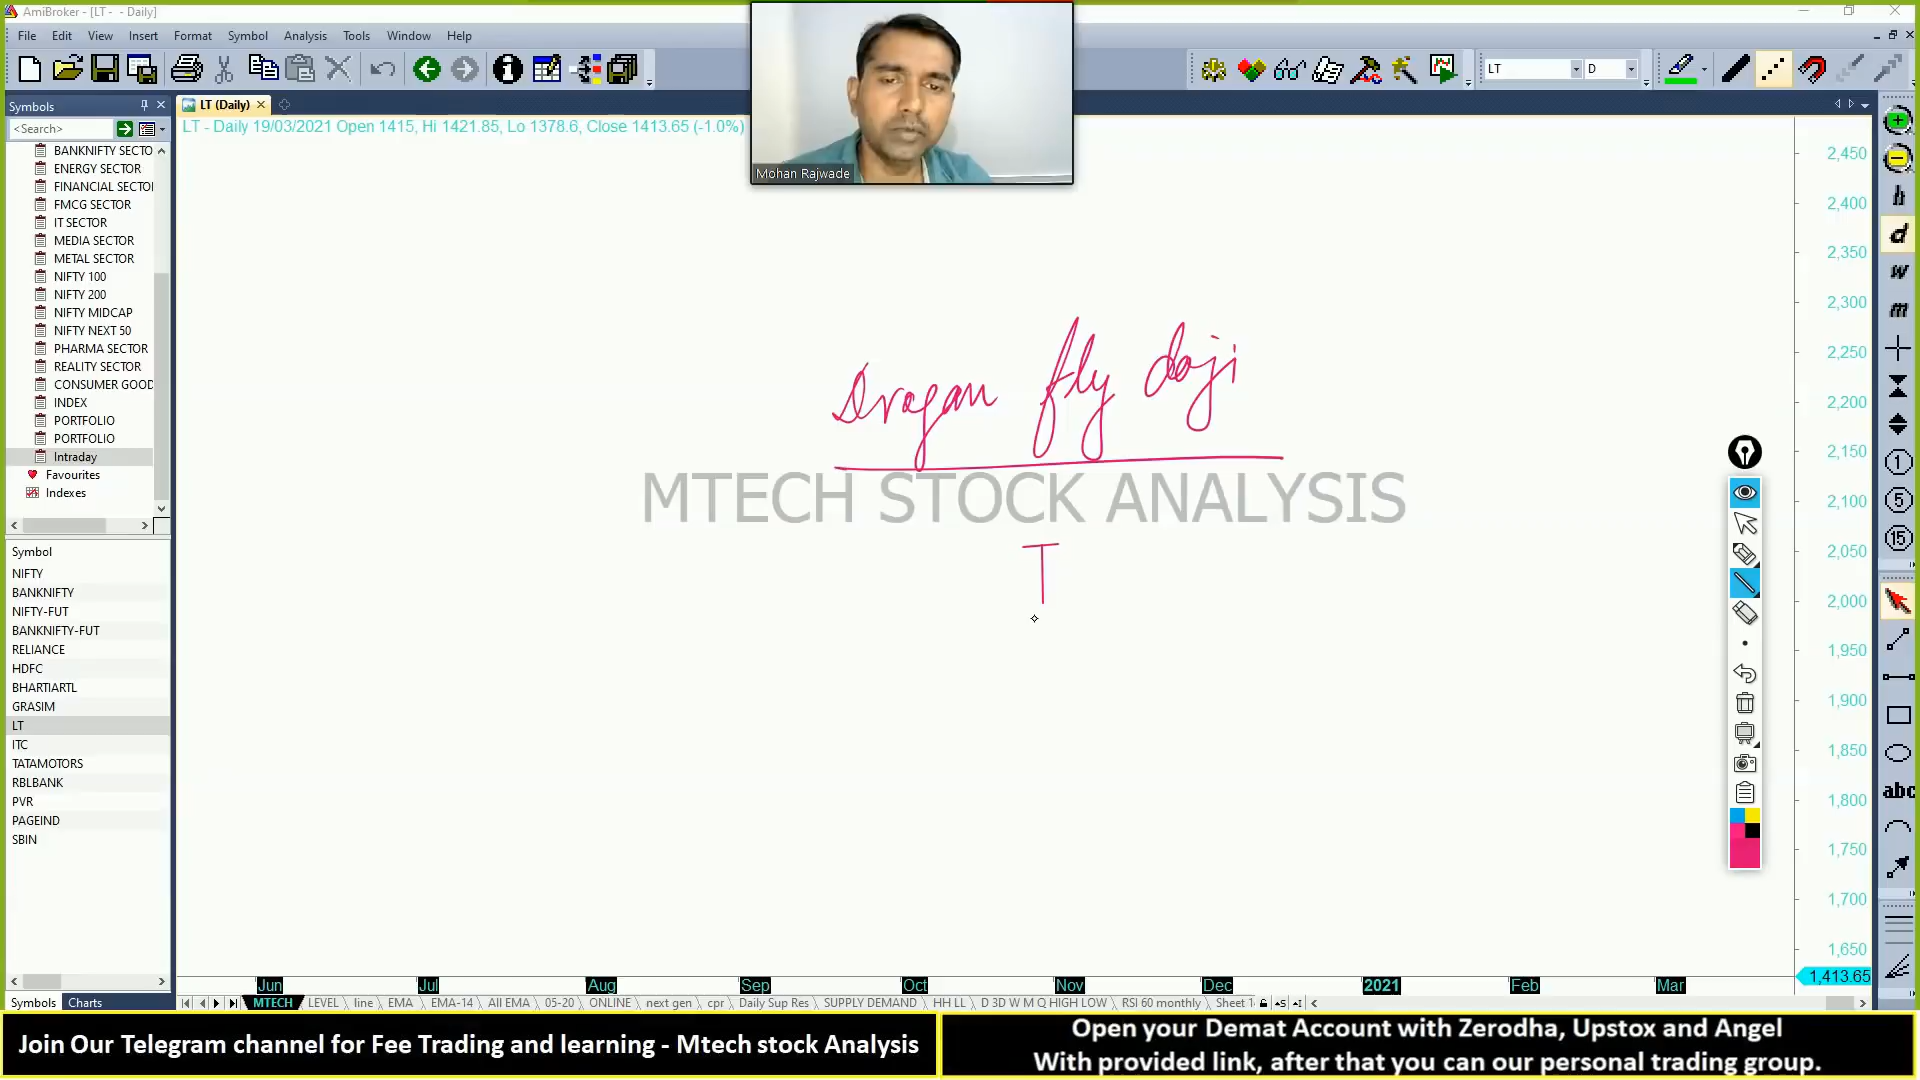 AmiBroker - [LT - - Daily]
File Edit View Insert Format Symbol Analysis Tools Window Help
LT D
Symbols
LT (Daily)
<Search>
LT - Daily 19/03/2021 Open 1415, Hi 1421.85, Lo 1378.6, Close 1413.65 (-1.0%)
Mohan Rajwade
BANKNIFTY SECTO
ENERGY SECTOR
FINANCIAL SECTOI
FMCG SECTOR
IT SECTOR
MEDIA SECTOR
METAL SECTOR
NIFTY 100
NIFTY 200
NIFTY MIDCAP
NIFTY NEXT 50
PHARMA SECTOR
REALITY SECTOR
CONSUMER GOOD
INDEX
PORTFOLIO
PORTFOLIO
Intraday
Favourites
Indexes
Symbol
NIFTY
BANKNIFTY
NIFTY-FUT
BANKNIFTY-FUT
RELIANCE
HDFC
BHARTIARTL
GRASIM
LT
ITC
TATAMOTORS
RBLBANK
PVR
PAGEIND
SBIN
Symbols Charts
Dragan fly doji
MTECH STOCK ANALYSIS
2,450
2,400
2,350
2,300
2,250
2,200
2,150
2,100
2,050
2,000
1,950
1,900
1,850
1,800
1,750
1,700
1,650
1,413.65
h
d
w
m
1
5
15
abc
Jun Jul Aug Sep Oct Nov Dec 2021 Feb Mar
MTECH LEVEL line EMA EMA-14 All EMA 05-20 ONLINE next gen cpr Daily Sup Res SUPPLY DEMAND HH LL D 3D W M Q HIGH LOW RSI 60 monthly Sheet 1
Join Our Telegram channel for Fee Trading and learning - Mtech stock Analysis
Open your Demat Account with Zerodha, Upstox and Angel
With provided link, after that you can our personal trading group.